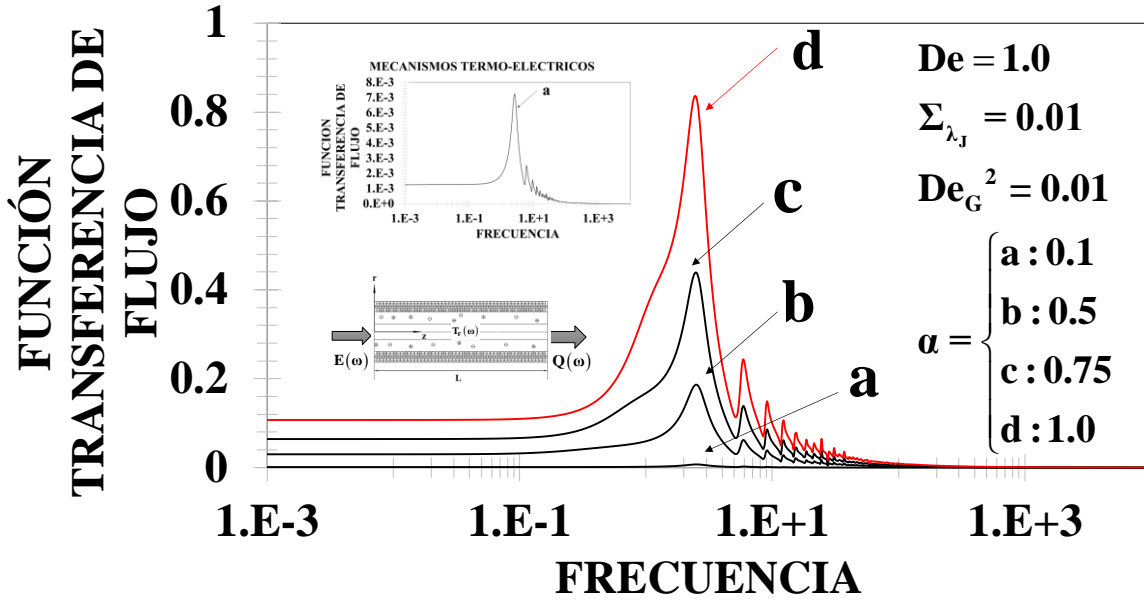 FUNCIÓN
TRANSFERENCIA DE
FLUJO
1
0.8
0.6
0.4
0.2
0
1.E-3
1.E-1
1.E+1
1.E+3
FRECUENCIA
MECANISMOS TERMO-ELECTRICOS
FUNCION
TRANSFERENCIA DE
FLUJO
8.E-3
7.E-3
6.E-3
5.E-3
4.E-3
3.E-3
2.E-3
1.E-3
0.E+0
1.E-3
1.E-1
1.E+1
1.E+3
FRECUENCIA
a
r
z
T_F(ω)
E(ω)
Q(ω)
L
d
c
b
a
De = 1.0
Σ_λJ = 0.01
De_G² = 0.01
α =
a : 0.1
b : 0.5
c : 0.75
d : 1.0